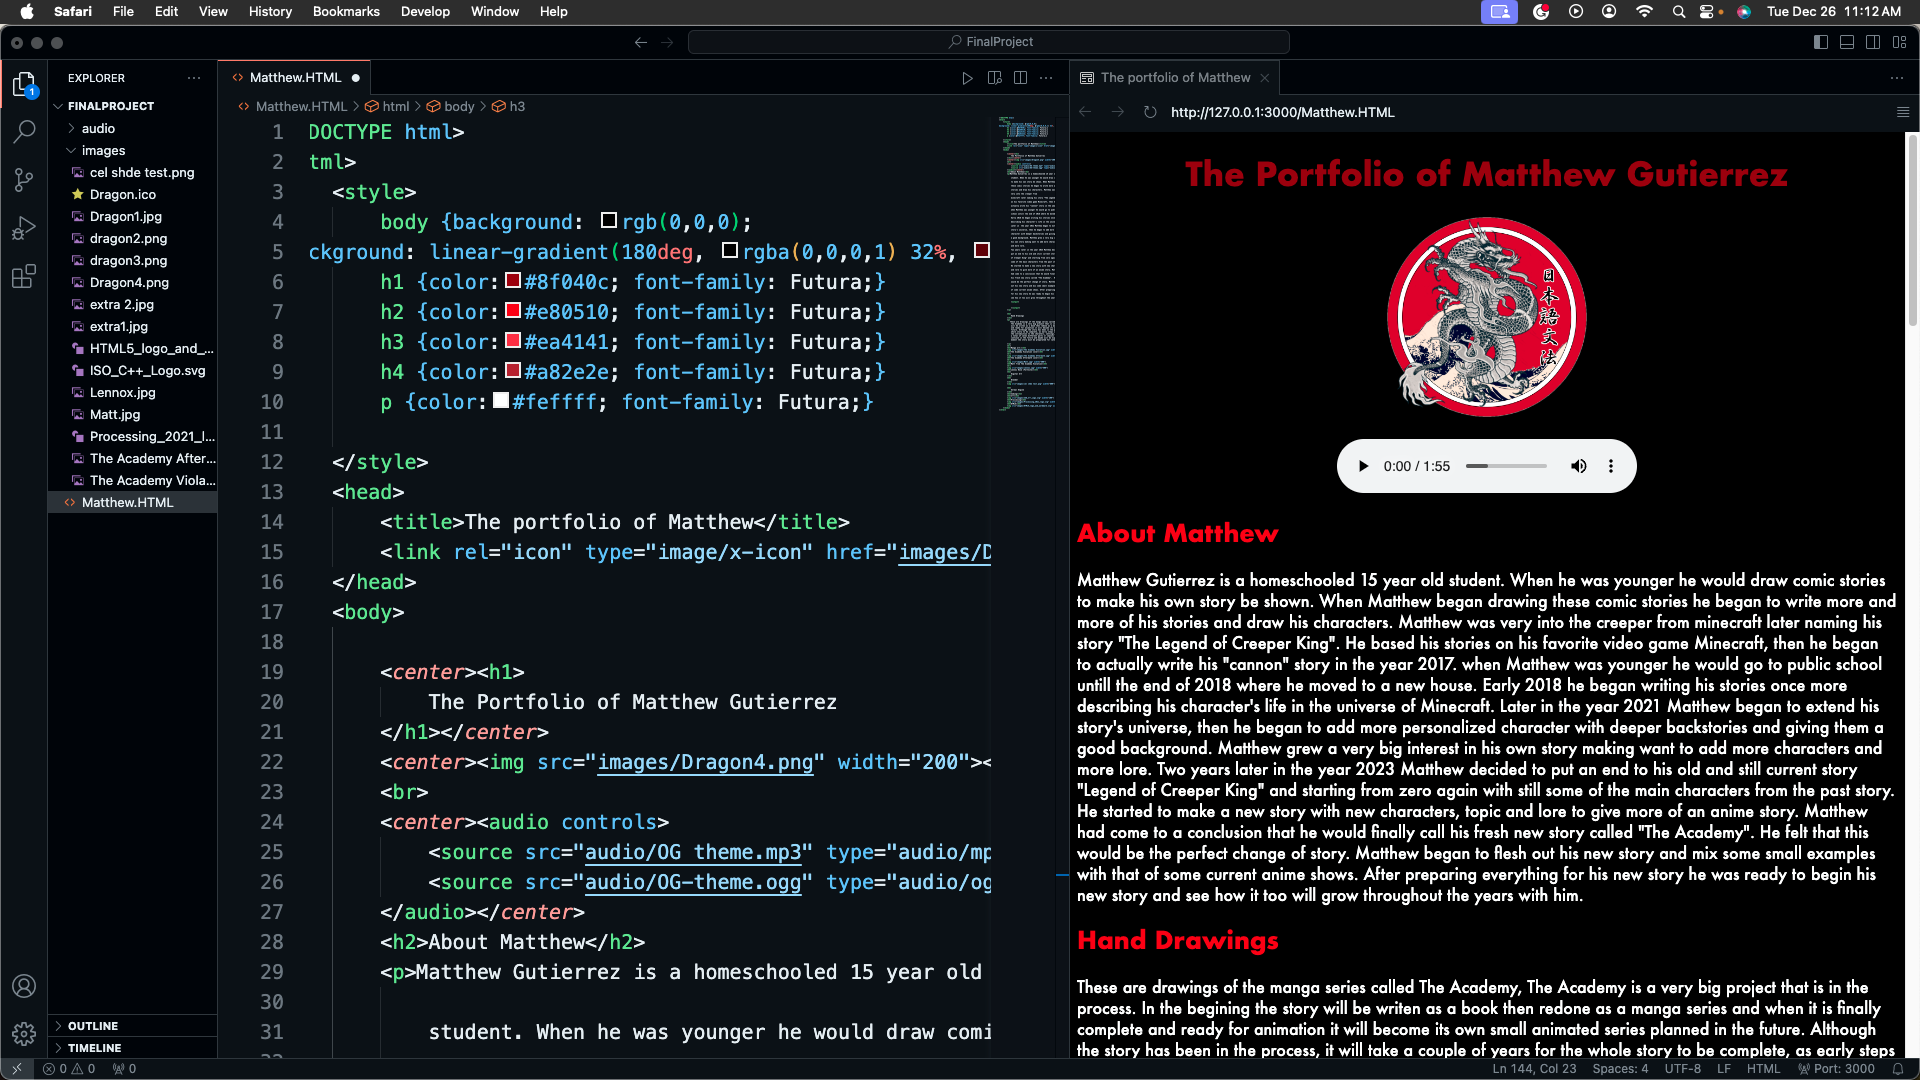 Safari File Edit View History Bookmarks Develop Window Help Tue Dec 26 11:12 AM
FinalProject
EXPLORER
FINALPROJECT
audio
images
cel shde test.png
Dragon.ico
Dragon1.jpg
dragon2.png
dragon3.png
Dragon4.png
extra 2.jpg
extra1.jpg
HTML5_logo_and_...
ISO_C++_Logo.svg
Lennox.jpg
Matt.jpg
Processing_2021_l...
The Academy After...
The Academy Viola...
Matthew.HTML
OUTLINE
TIMELINE
Matthew.HTML
Matthew.HTML > html > body > h3
1 DOCTYPE html>
2 tml>
3 <style>
4 body {background: rgb(0,0,0);
5 ckground: linear-gradient(180deg, rgba(0,0,0,1) 32%,
6 h1 {color:#8f040c; font-family: Futura;}
7 h2 {color:#e80510; font-family: Futura;}
8 h3 {color:#ea4141; font-family: Futura;}
9 h4 {color:#a82e2e; font-family: Futura;}
10 p {color:#feffff; font-family: Futura;}
11
12 </style>
13 <head>
14 <title>The portfolio of Matthew</title>
15 <link rel="icon" type="image/x-icon" href="images/D
16 </head>
17 <body>
18
19 <center><h1>
20 The Portfolio of Matthew Gutierrez
21 </h1></center>
22 <center><img src="images/Dragon4.png" width="200"><
23 <br>
24 <center><audio controls>
25 <source src="audio/OG theme.mp3" type="audio/mp
26 <source src="audio/OG-theme.ogg" type="audio/og
27 </audio></center>
28 <h2>About Matthew</h2>
29 <p>Matthew Gutierrez is a homeschooled 15 year old
30
31 student. When he was younger he would draw comi
The portfolio of Matthew
http://127.0.0.1:3000/Matthew.HTML
The Portfolio of Matthew Gutierrez
日本語文法
0:00 / 1:55
About Matthew
Matthew Gutierrez is a homeschooled 15 year old student. When he was younger he would draw comic stories
to make his own story be shown. When Matthew began drawing these comic stories he began to write more and
more of his stories and draw his characters. Matthew was very into the creeper from minecraft later naming his
story "The Legend of Creeper King". He based his stories on his favorite video game Minecraft, then he began
to actually write his "cannon" story in the year 2017. when Matthew was younger he would go to public school
untill the end of 2018 where he moved to a new house. Early 2018 he began writing his stories once more
describing his character's life in the universe of Minecraft. Later in the year 2021 Matthew began to extend his
story's universe, then he began to add more personalized character with deeper backstories and giving them a
good background. Matthew grew a very big interest in his own story making want to add more characters and
more lore. Two years later in the year 2023 Matthew decided to put an end to his old and still current story
"Legend of Creeper King" and starting from zero again with still some of the main characters from the past story.
He started to make a new story with new characters, topic and lore to give more of an anime story. Matthew
had come to a conclusion that he would finally call his fresh new story called "The Academy". He felt that this
would be the perfect change of story. Matthew began to flesh out his new story and mix some small examples
with that of some current anime shows. After preparing everything for his new story he was ready to begin his
new story and see how it too will grow throughout the years with him.
Hand Drawings
These are drawings of the manga series called The Academy, The Academy is a very big project that is in the
process. In the begining the story will be writen as a book then redone as a manga series and when it is finally
complete and ready for animation it will become its own small animated series planned in the future. Although
the story has been in the process, it will take a couple of years for the whole story to be complete, as early steps
0 0 0 Ln 144, Col 23 Spaces: 4 UTF-8 LF HTML Port: 3000